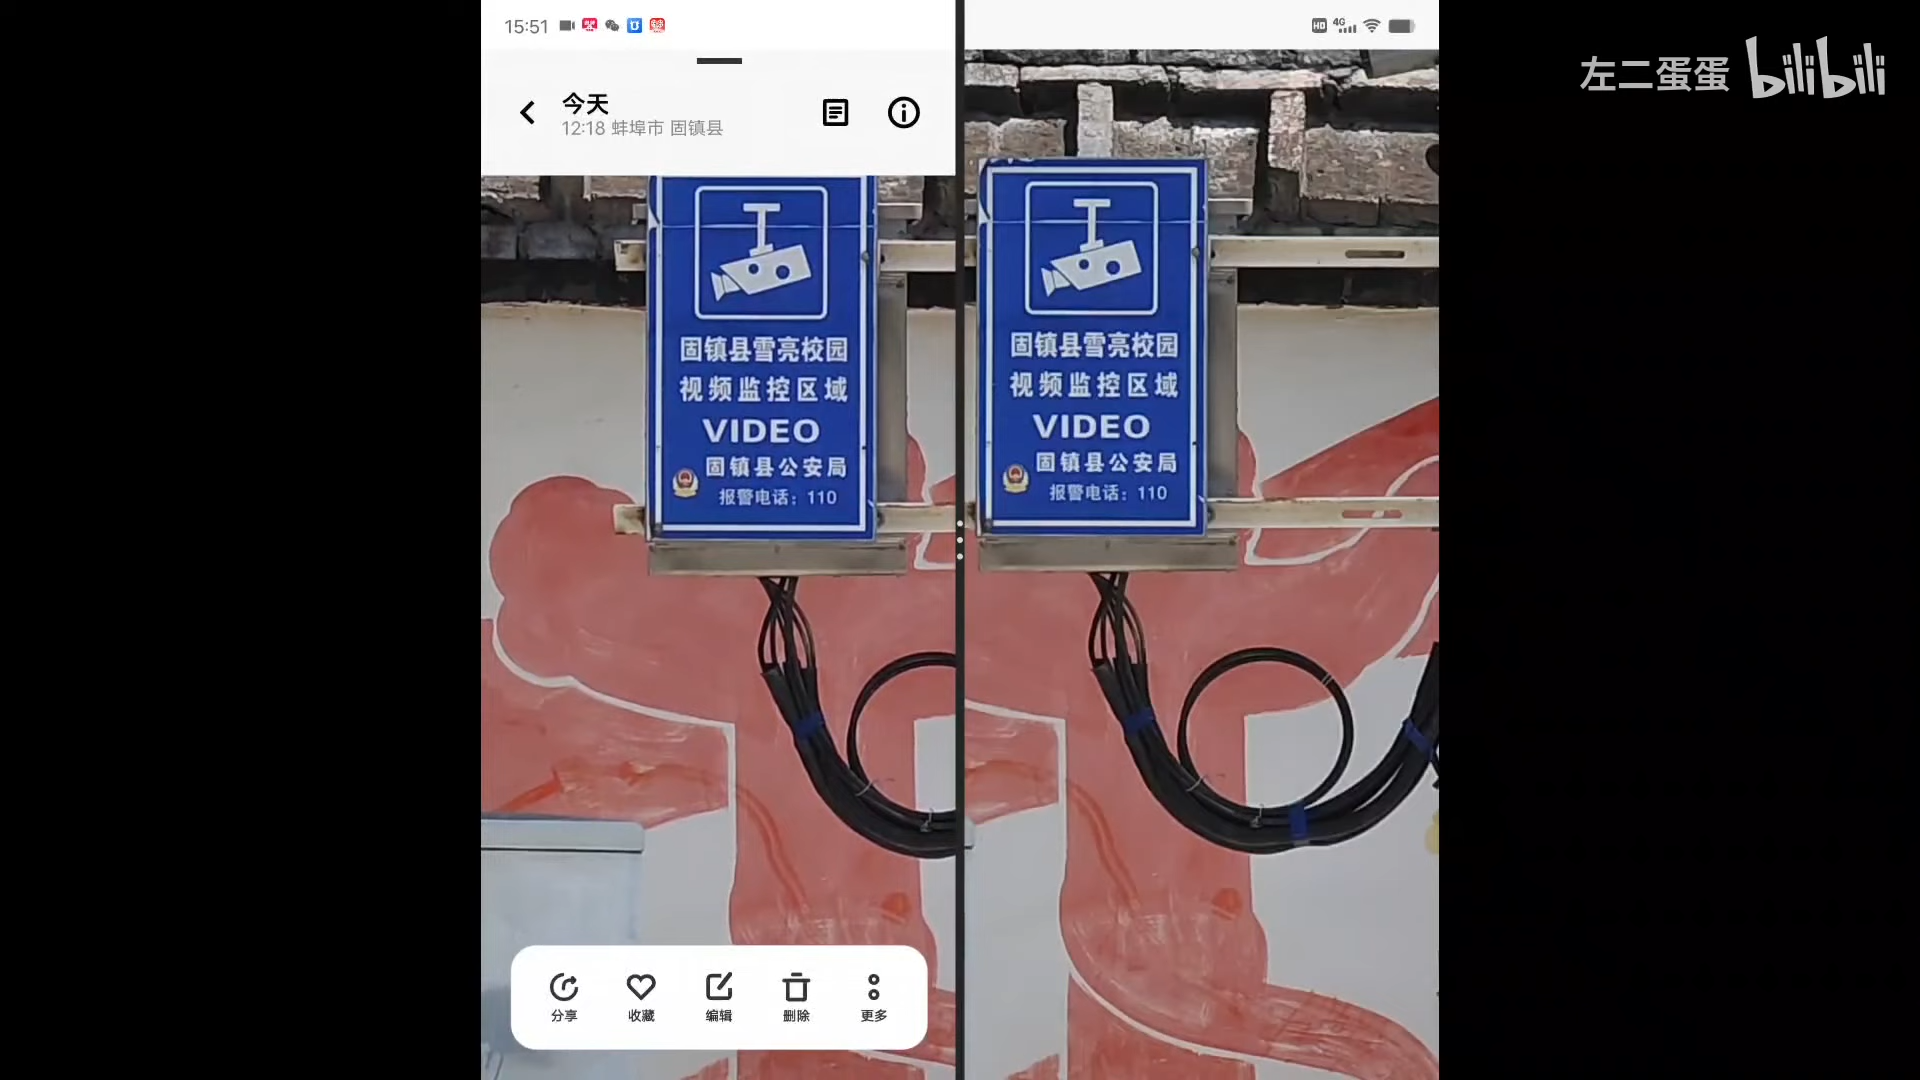 15:51
HD 4G
左二蛋蛋 bilibili
今天
12:18 蚌埠市 固镇县
固镇县雪亮校园
视频监控区域
VIDEO
固镇县公安局
报警电话：110
固镇县雪亮校园
视频监控区域
VIDEO
固镇县公安局
报警电话：110
分享
收藏
编辑
删除
更多